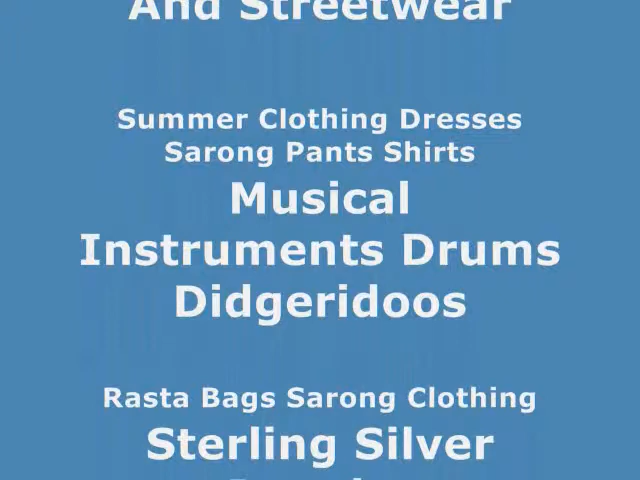 And Streetwear
Summer Clothing Dresses
Sarong Pants Shirts
Musical
Instruments Drums
Didgeridoos
Rasta Bags Sarong Clothing
Sterling Silver